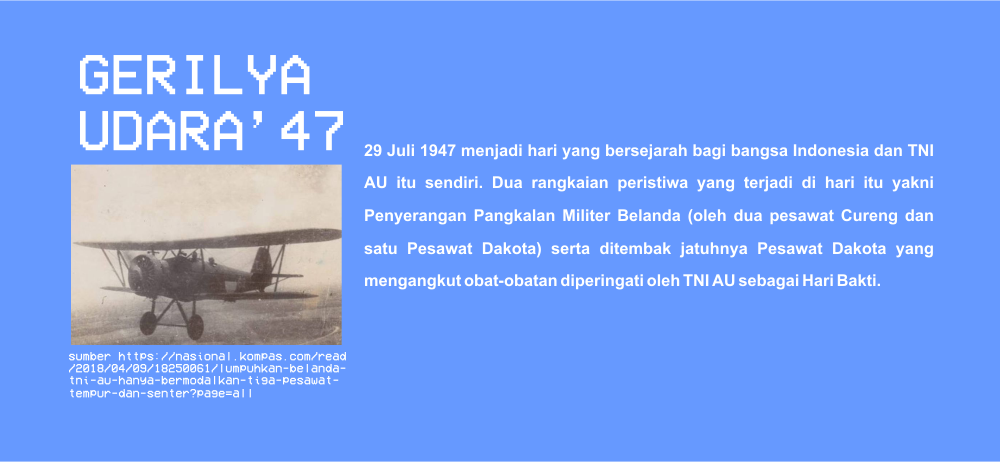 GERILYA
UDARA'47
29 Juli 1947 menjadi hari yang bersejarah bagi bangsa Indonesia dan TNI
AU itu sendiri. Dua rangkaian peristiwa yang terjadi di hari itu yakni
Penyerangan Pangkalan Militer Belanda (oleh dua pesawat Cureng dan
satu Pesawat Dakota) serta ditembak jatuhnya Pesawat Dakota yang
mengangkut obat-obatan diperingati oleh TNI AU sebagai Hari Bakti.
sumber https://nasional.kompas.com/read
/2018/04/09/18250061/lumpuhkan-belanda-
tni-au-hanya-bermodalkan-tiga-pesawat-
tempur-dan-senter?page=all